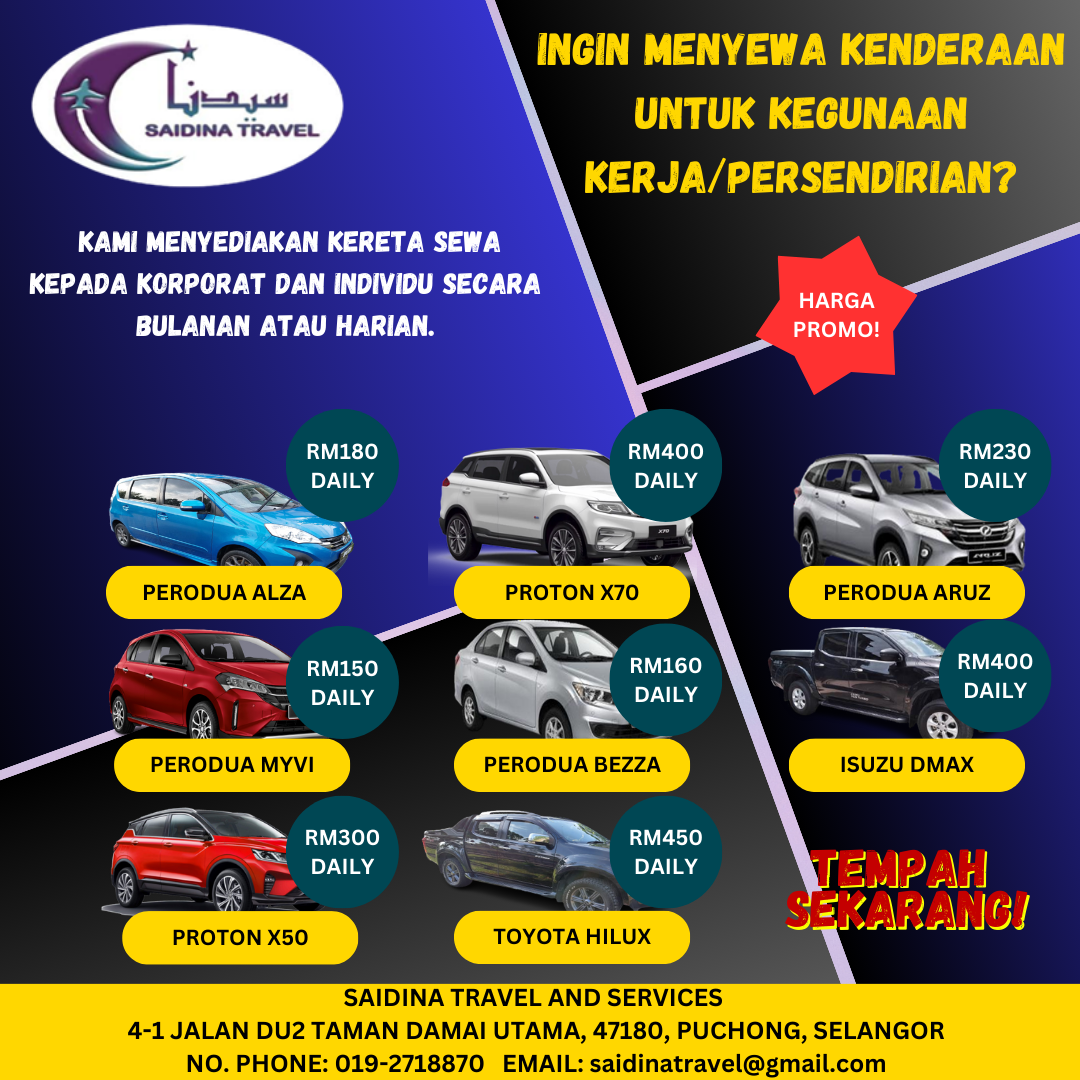 سيدنا
SAIDINA TRAVEL
INGIN MENYEWA KENDERAAN
UNTUK KEGUNAAN
KERJA/PERSENDIRIAN?
KAMI MENYEDIAKAN KERETA SEWA
KEPADA KORPORAT DAN INDIVIDU SECARA
BULANAN ATAU HARIAN.
HARGA
PROMO!
RM180
DAILY
PERODUA ALZA
RM400
DAILY
X70
PROTON X70
RM230
DAILY
ARUZ
PERODUA ARUZ
RM150
DAILY
PERODUA MYVI
RM160
DAILY
PERODUA BEZZA
RM400
DAILY
ISUZU DMAX
RM300
DAILY
PROTON X50
RM450
DAILY
TOYOTA HILUX
TEMPAH
SEKARANG!
SAIDINA TRAVEL AND SERVICES
4-1 JALAN DU2 TAMAN DAMAI UTAMA, 47180, PUCHONG, SELANGOR
NO. PHONE: 019-2718870 EMAIL: saidinatravel@gmail.com